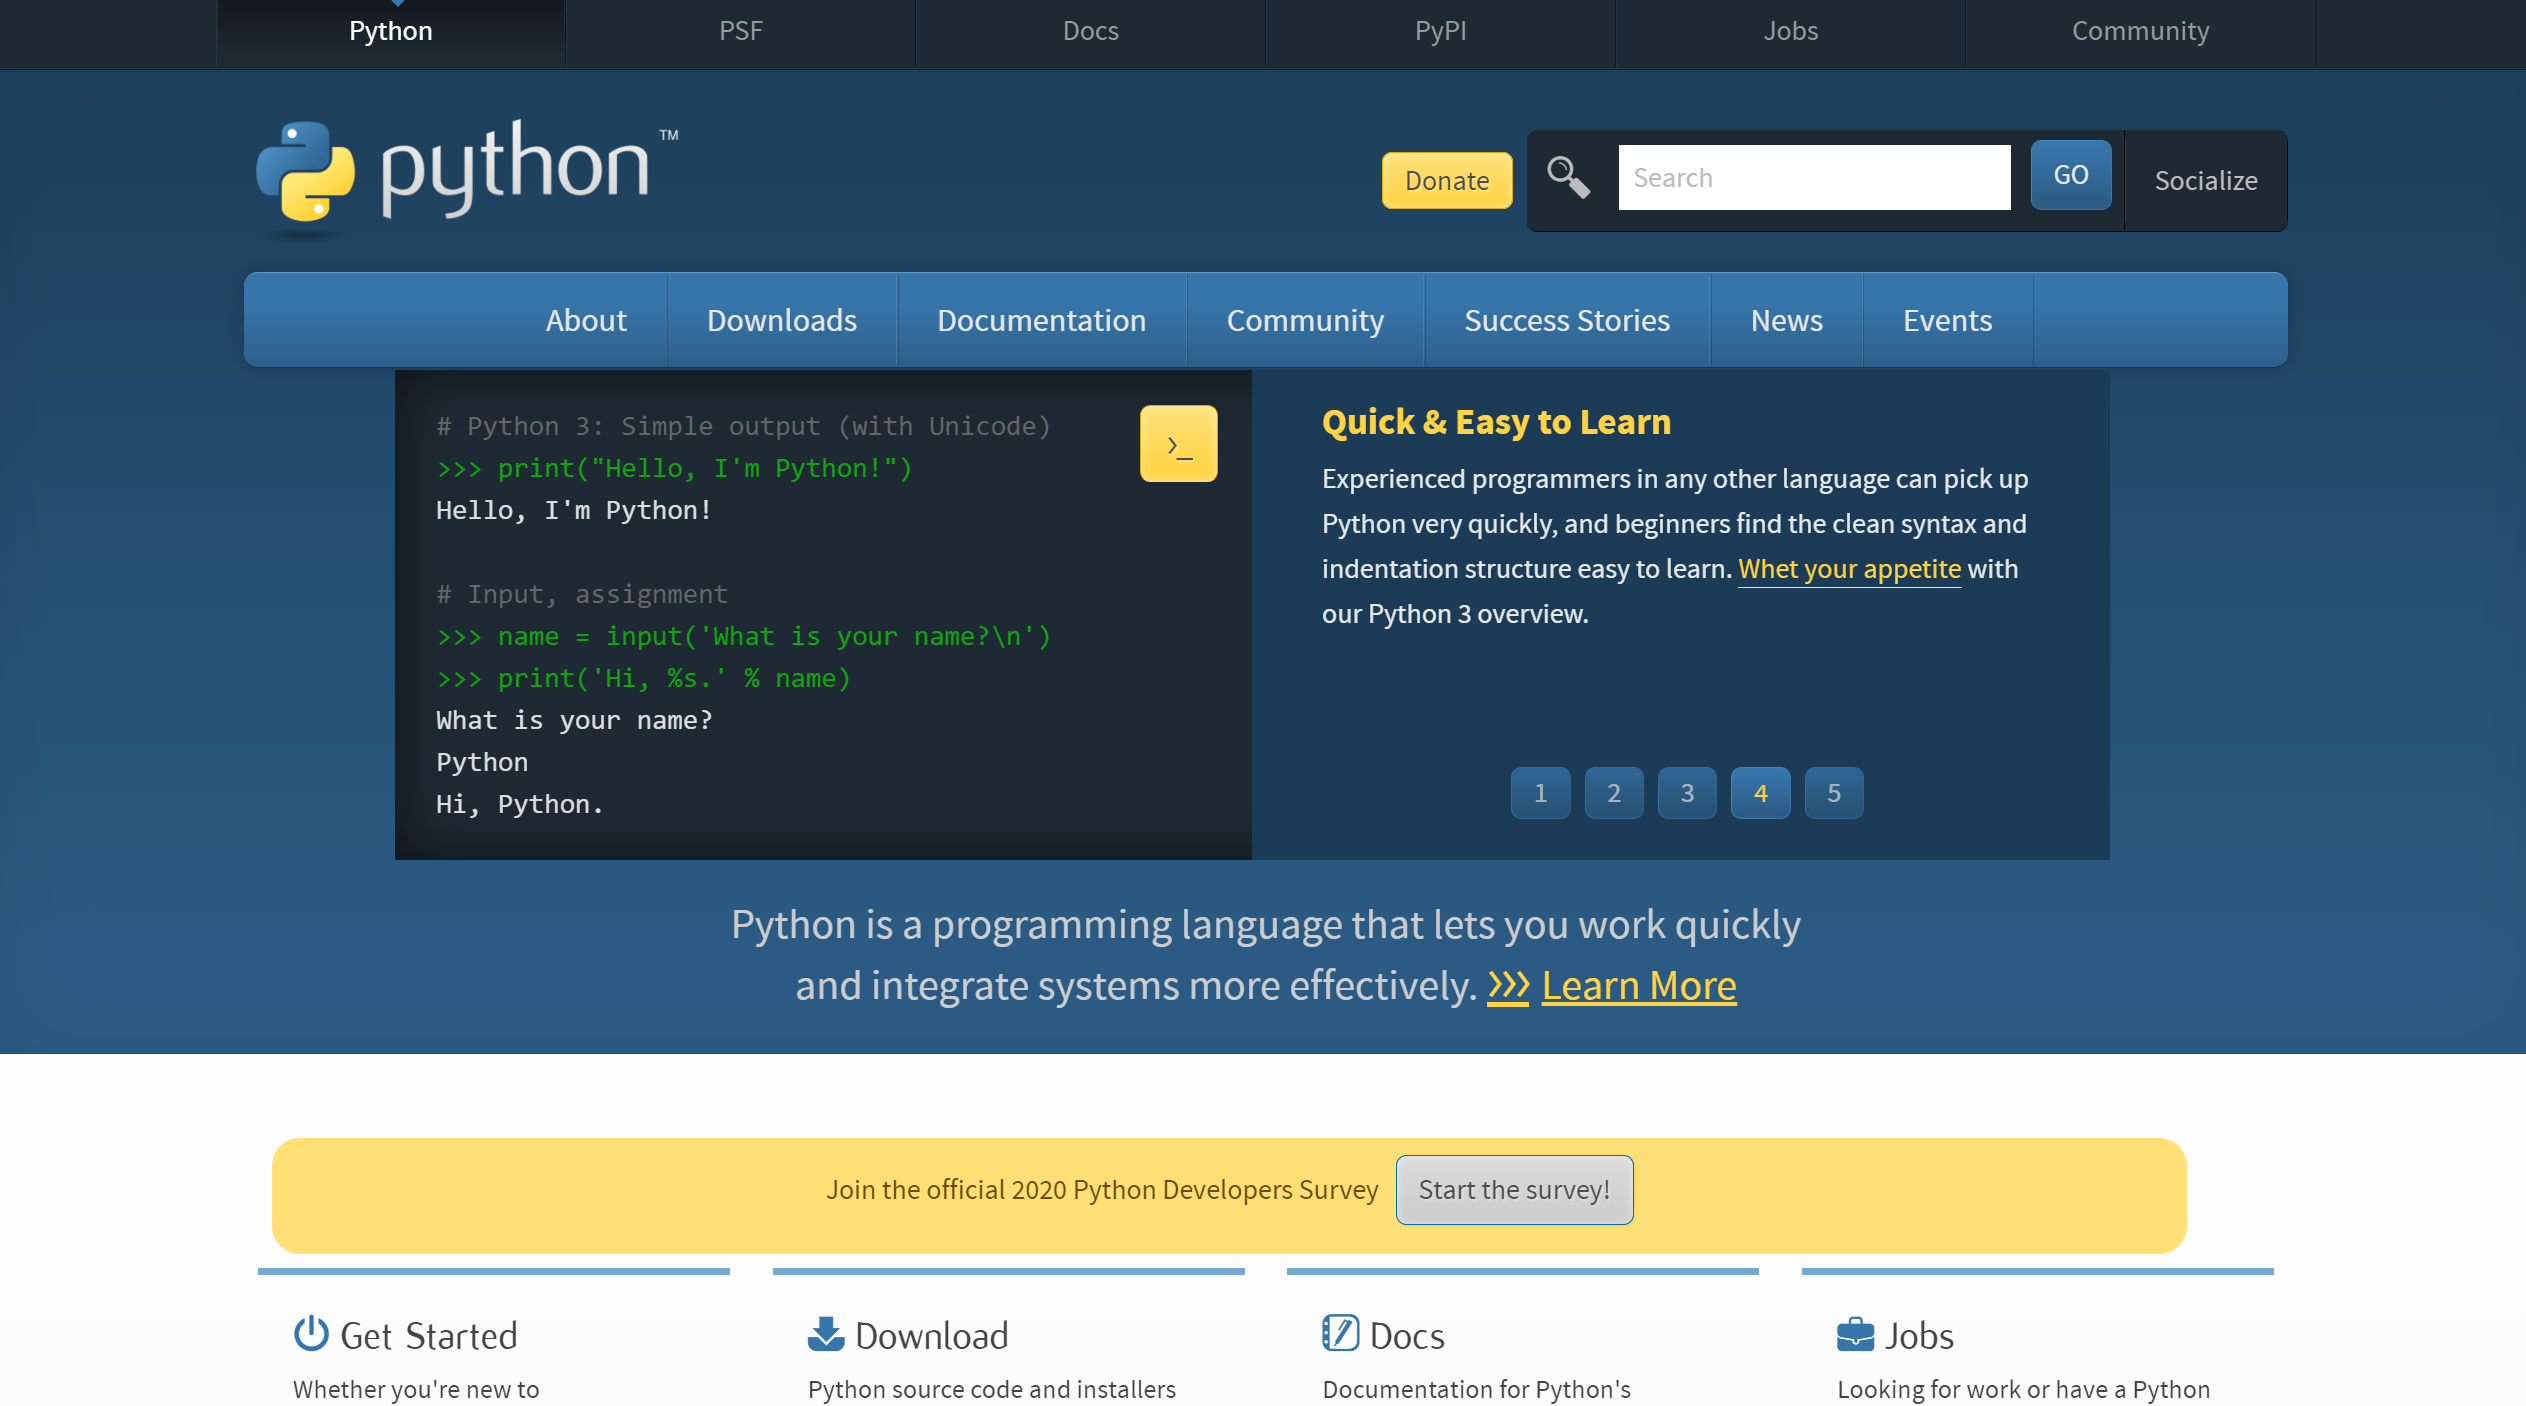 Python
PSF
Docs
PyPI
Jobs
Community
python™
Donate
Search
GO
Socialize
About
Downloads
Documentation
Community
Success Stories
News
Events
# Python 3: Simple output (with Unicode)
>>> print("Hello, I'm Python!")
Hello, I'm Python!
# Input, assignment
>>> name = input('What is your name?\n')
>>> print('Hi, %s.' % name)
What is your name?
Python
Hi, Python.
>_
Quick & Easy to Learn
Experienced programmers in any other language can pick up
Python very quickly, and beginners find the clean syntax and
indentation structure easy to learn. Whet your appetite with
our Python 3 overview.
1
2
3
4
5
Python is a programming language that lets you work quickly
and integrate systems more effectively. >>> Learn More
Join the official 2020 Python Developers Survey
Start the survey!
Get Started
Whether you're new to
Download
Python source code and installers
Docs
Documentation for Python's
Jobs
Looking for work or have a Python